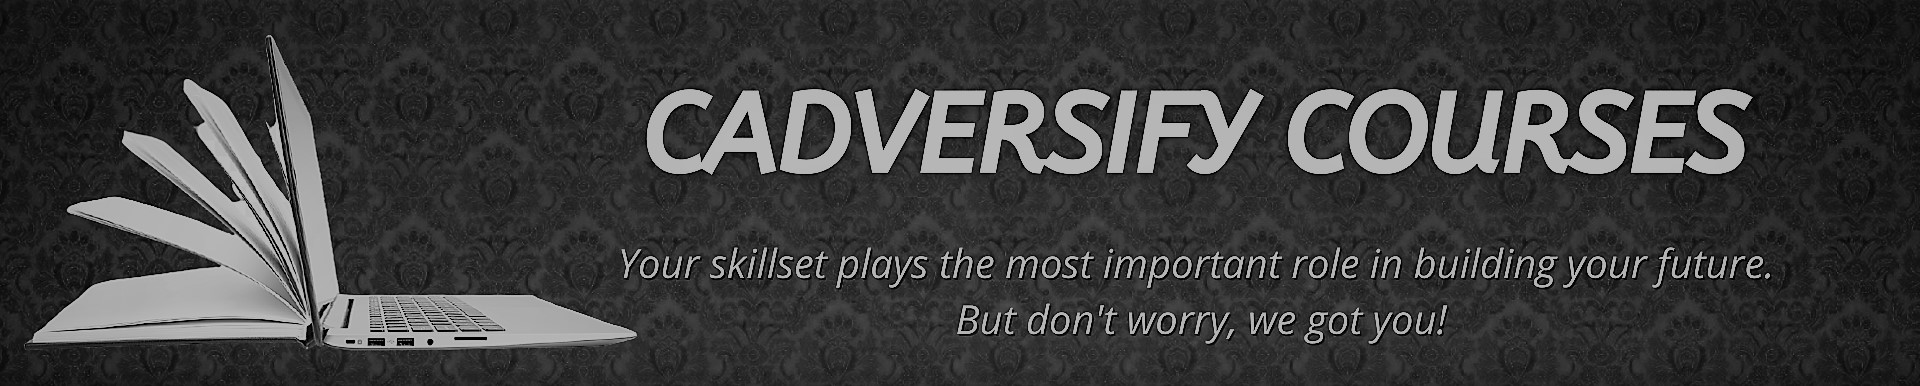 CADVERSIFY COURSES
Your skillset plays the most important role in building your future.
But don't worry, we got you!